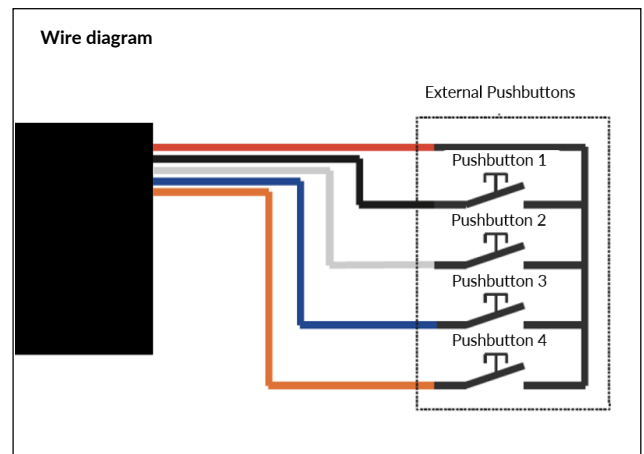 Wire diagram
External Pushbuttons
Pushbutton 1
Pushbutton 2
Pushbutton 3
Pushbutton 4